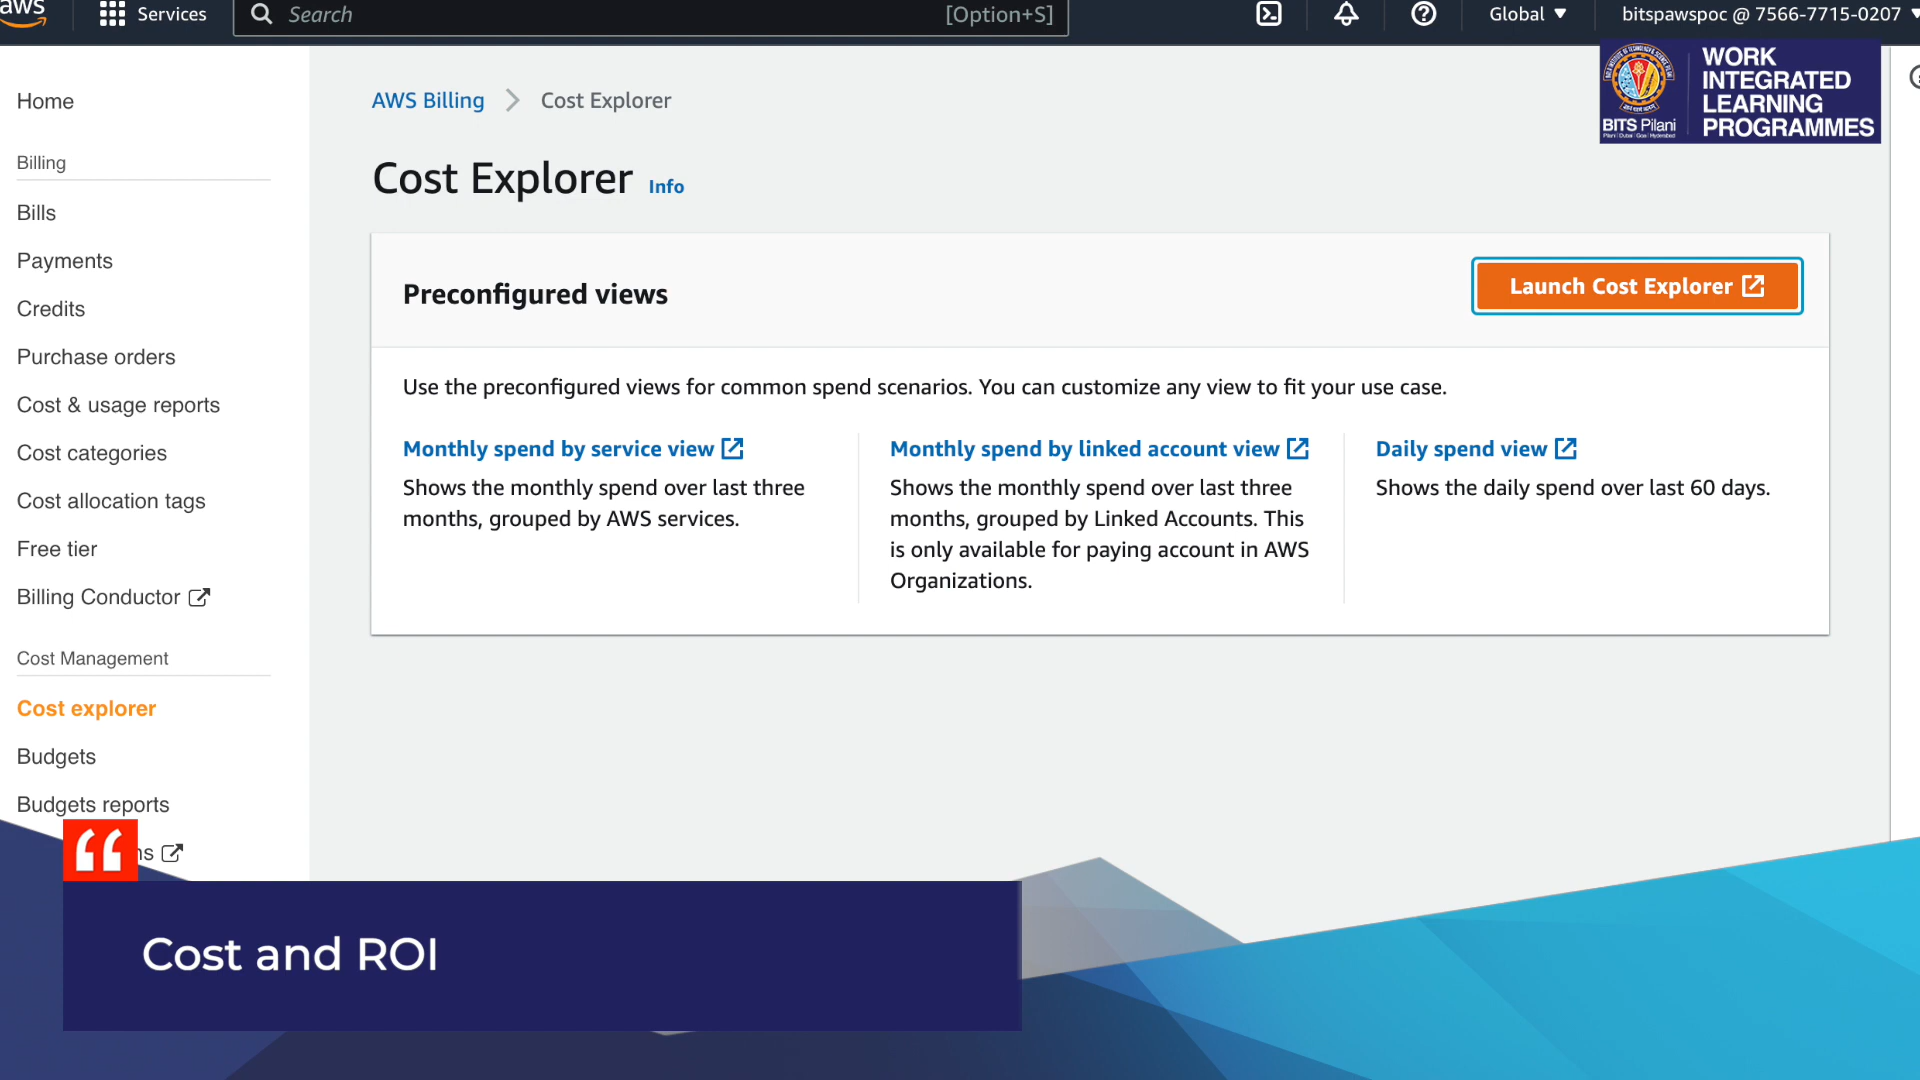 aws
Services
Search
[Option+S]
Global
bitspawspoc @ 7566-7715-0207
BITS Pilani
Pilani | Dubai | Goa | Hyderabad
WORK
INTEGRATED
LEARNING
PROGRAMMES
Home
Billing
Bills
Payments
Credits
Purchase orders
Cost & usage reports
Cost categories
Cost allocation tags
Free tier
Billing Conductor
Cost Management
Cost explorer
Budgets
Budgets reports
AWS Billing
Cost Explorer
Cost Explorer Info
Preconfigured views
Launch Cost Explorer
Use the preconfigured views for common spend scenarios. You can customize any view to fit your use case.
Monthly spend by service view
Shows the monthly spend over last three
months, grouped by AWS services.
Monthly spend by linked account view
Shows the monthly spend over last three
months, grouped by Linked Accounts. This
is only available for paying account in AWS
Organizations.
Daily spend view
Shows the daily spend over last 60 days.
Cost and ROI